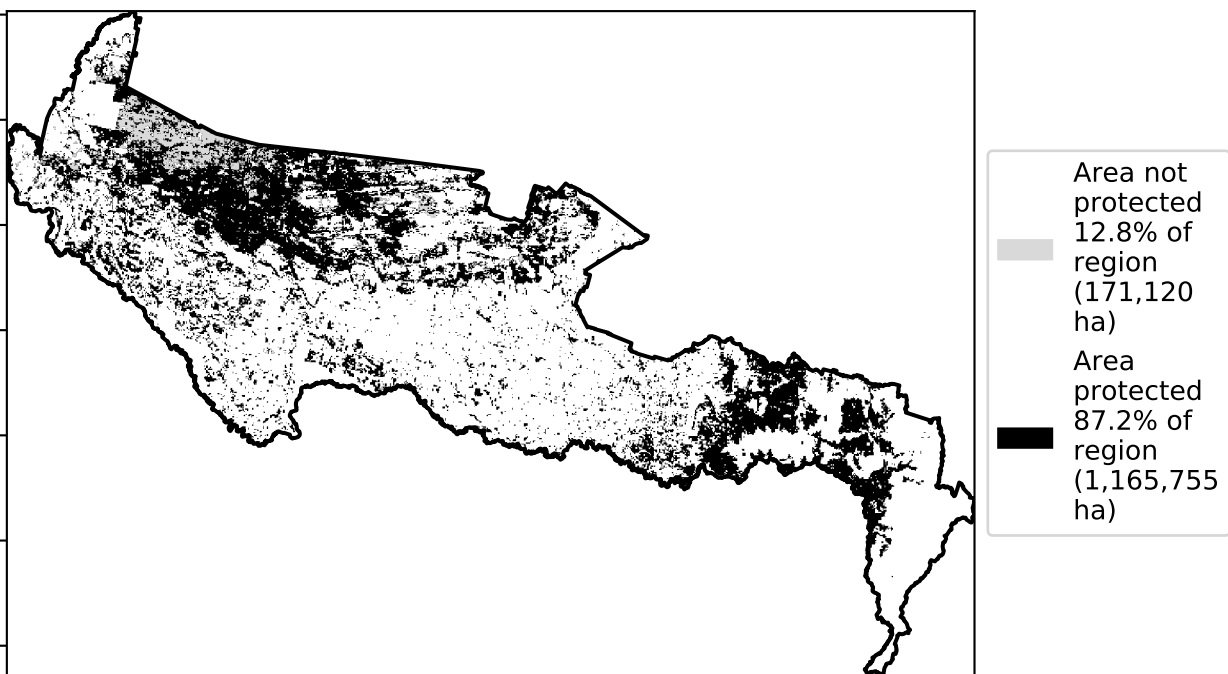 Area not
protected
12.8% of
region
(171,120
ha)
Area
protected
87.2% of
region
(1,165,755
ha)